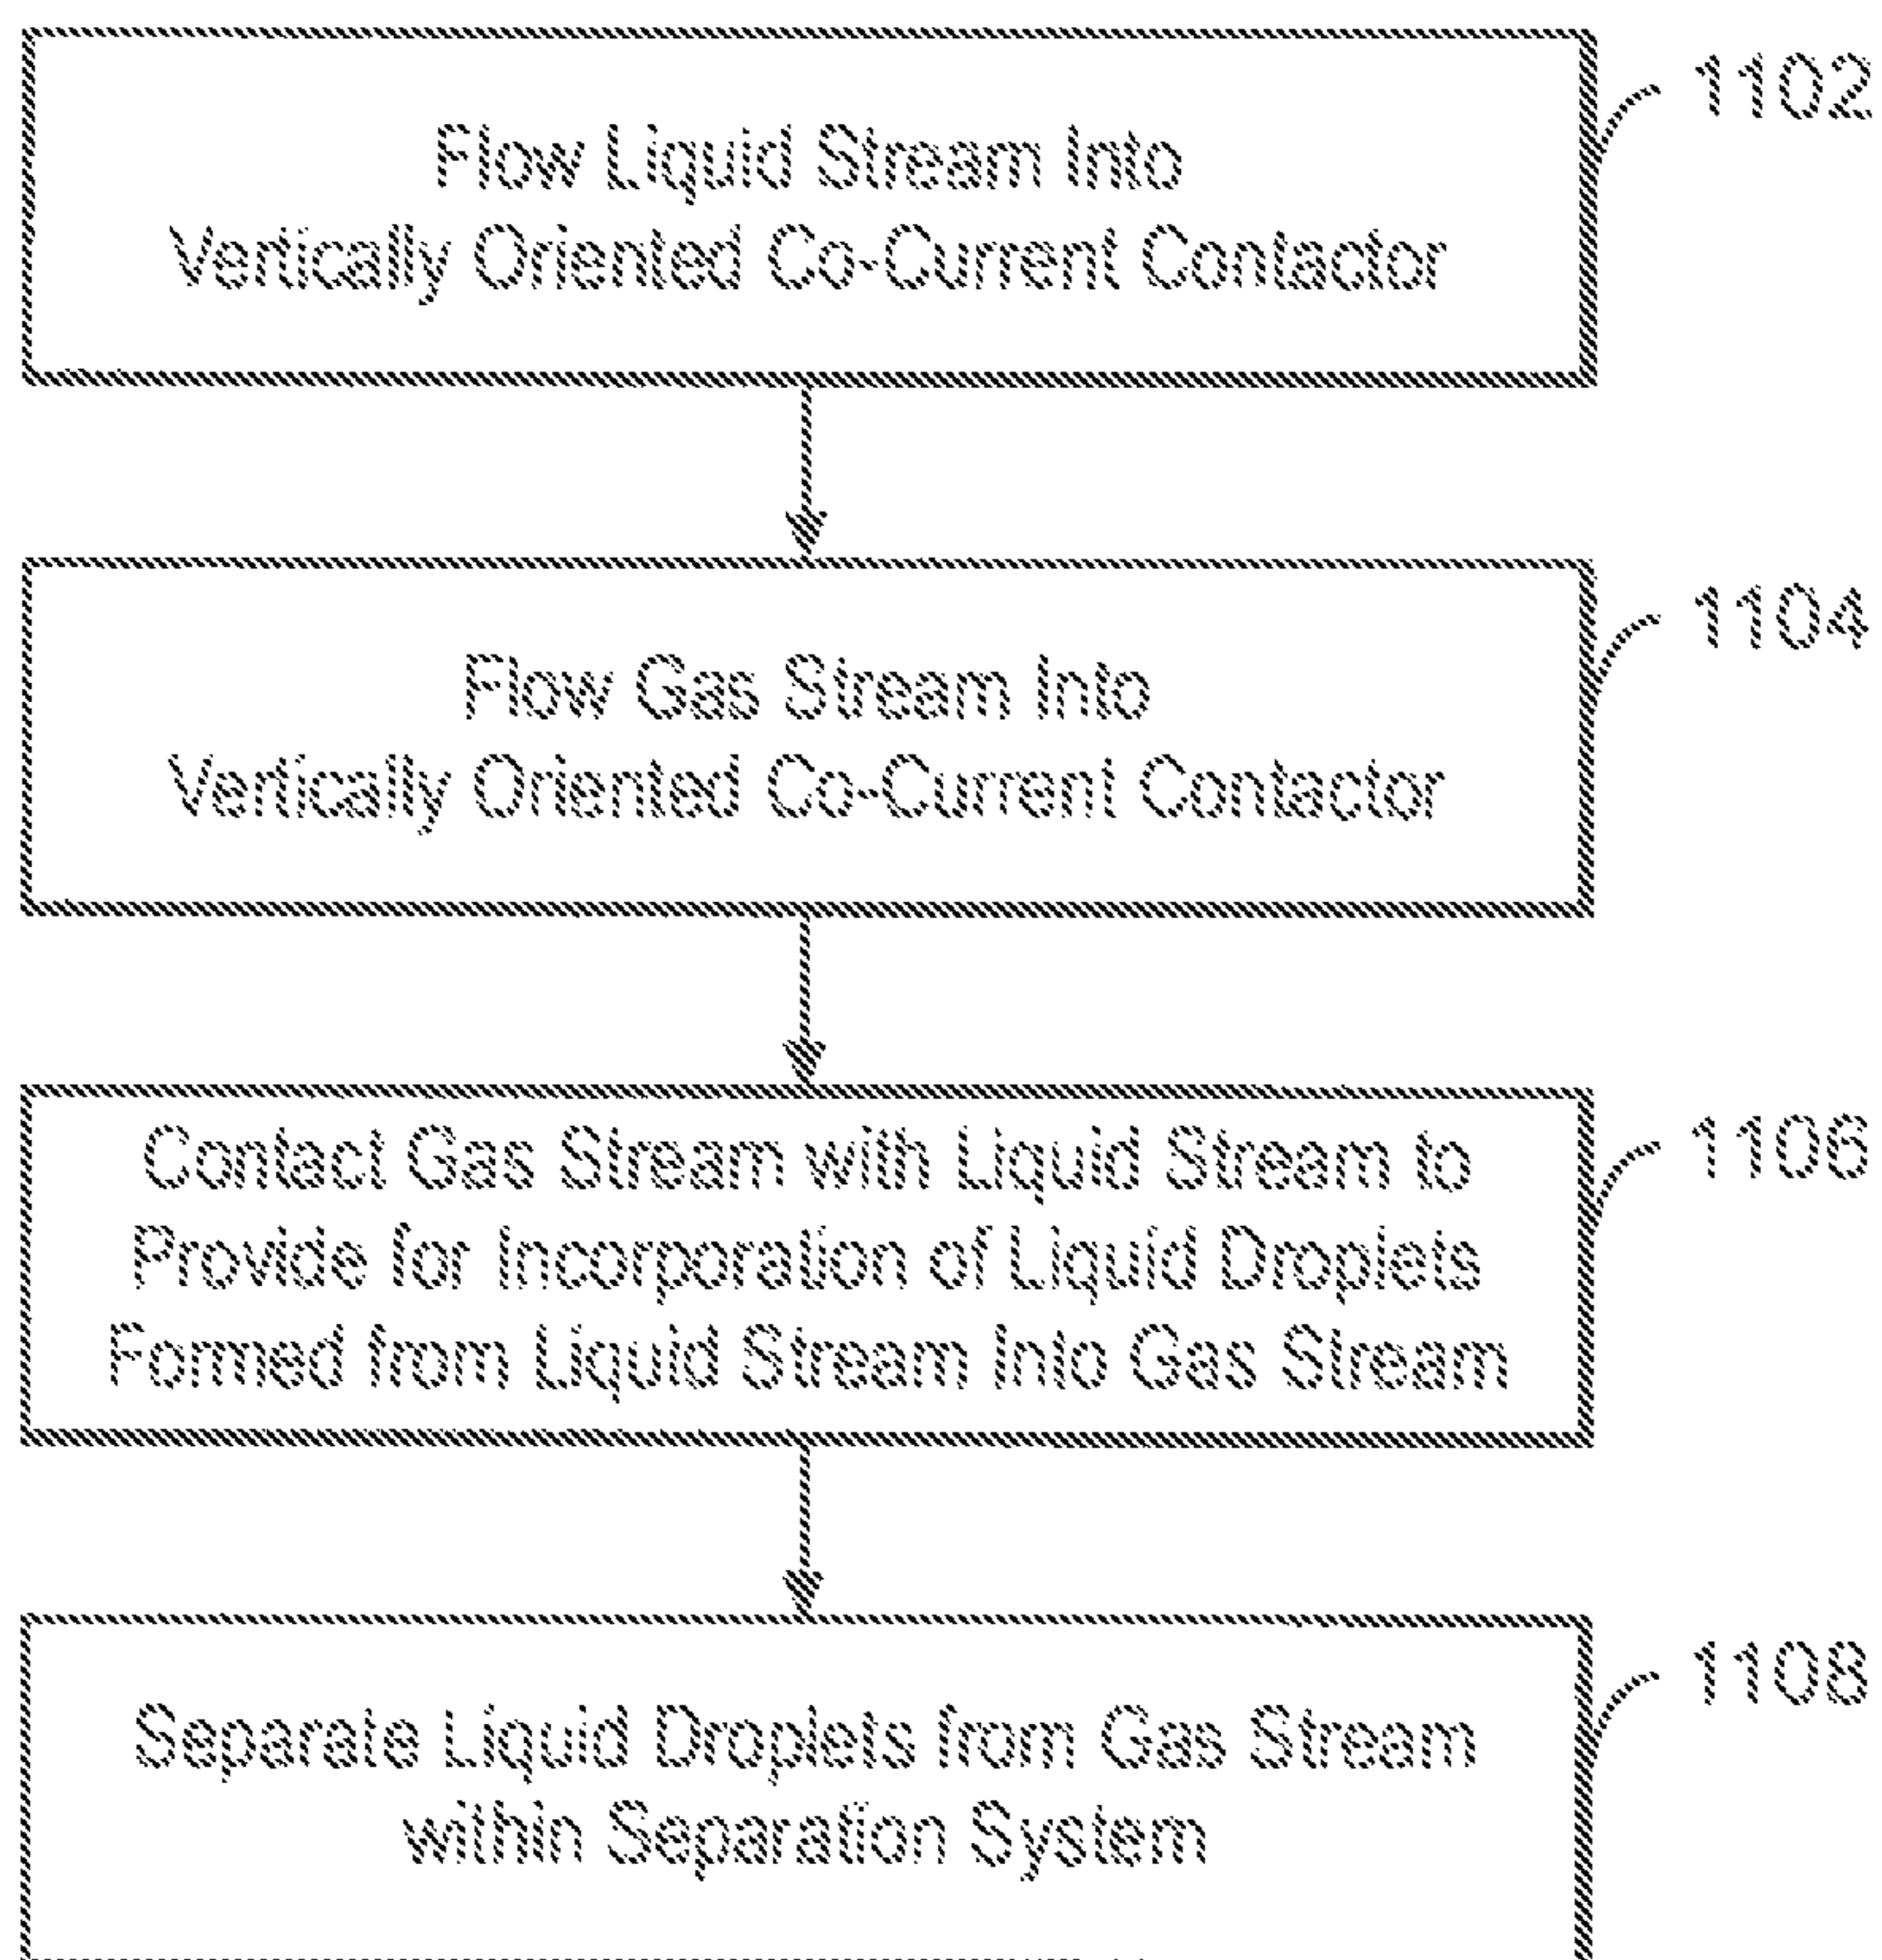 1102
Flow Liquid Stream Into
Vertically Oriented Co-Current Contactor
1104
Flow Gas Stream Into
Vertically Oriented Co-Current Contactor
1106
Contact Gas Stream with Liquid Stream to
Provide for Incorporation of Liquid Droplets
Formed from Liquid Stream Into Gas Stream
1108
Separate Liquid Droplets from Gas Stream
within Separation System